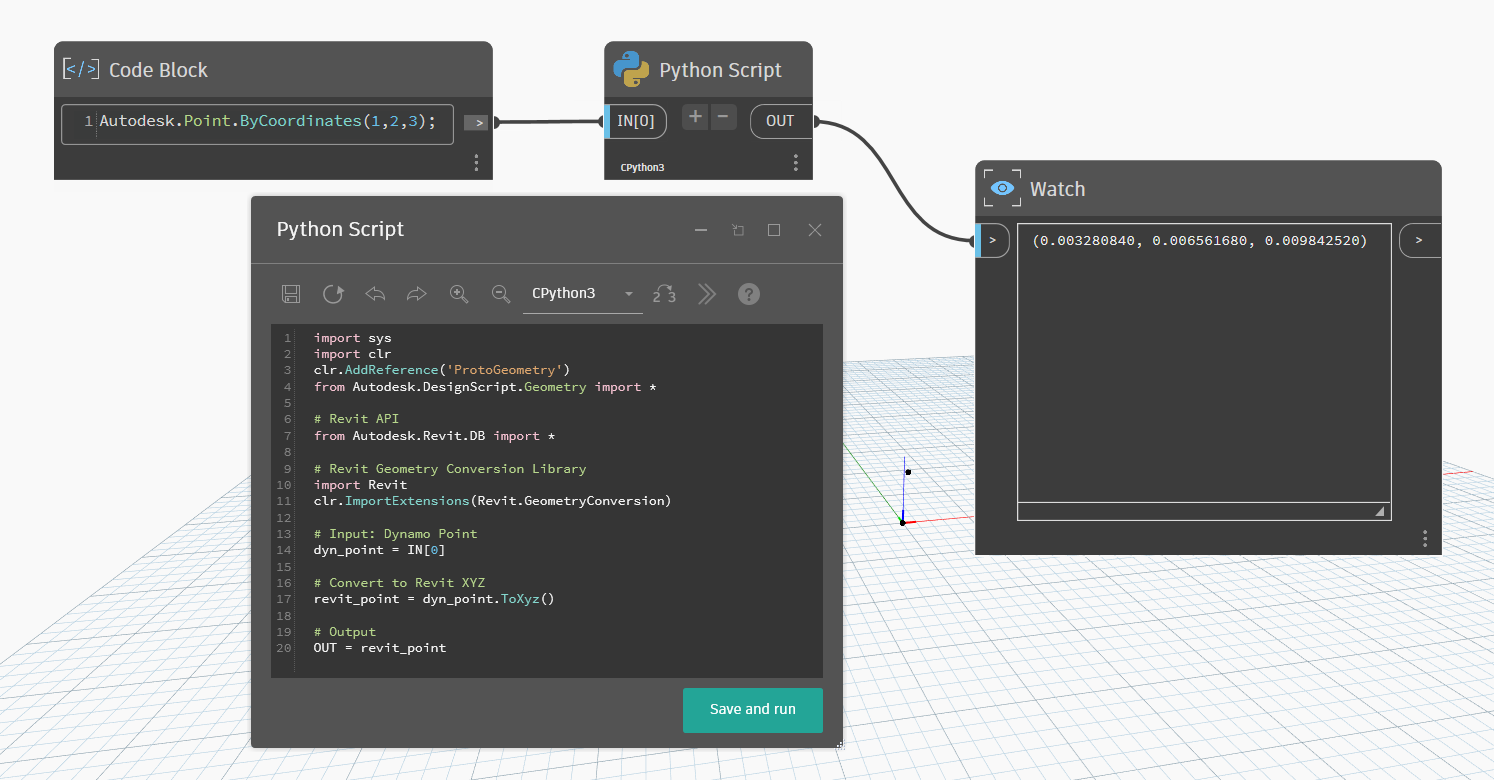 </> Code Block
1 Autodesk.Point.ByCoordinates(1,2,3);
>
Python Script
IN[0]
+ −
OUT
CPython3
Watch
>
(0.003280840, 0.006561680, 0.009842520)
>
Python Script
CPython3
2 3
?
1 import sys
2 import clr
3 clr.AddReference('ProtoGeometry')
4 from Autodesk.DesignScript.Geometry import *
5
6 # Revit API
7 from Autodesk.Revit.DB import *
8
9 # Revit Geometry Conversion Library
10 import Revit
11 clr.ImportExtensions(Revit.GeometryConversion)
12
13 # Input: Dynamo Point
14 dyn_point = IN[0]
15
16 # Convert to Revit XYZ
17 revit_point = dyn_point.ToXyz()
18
19 # Output
20 OUT = revit_point
Save and run